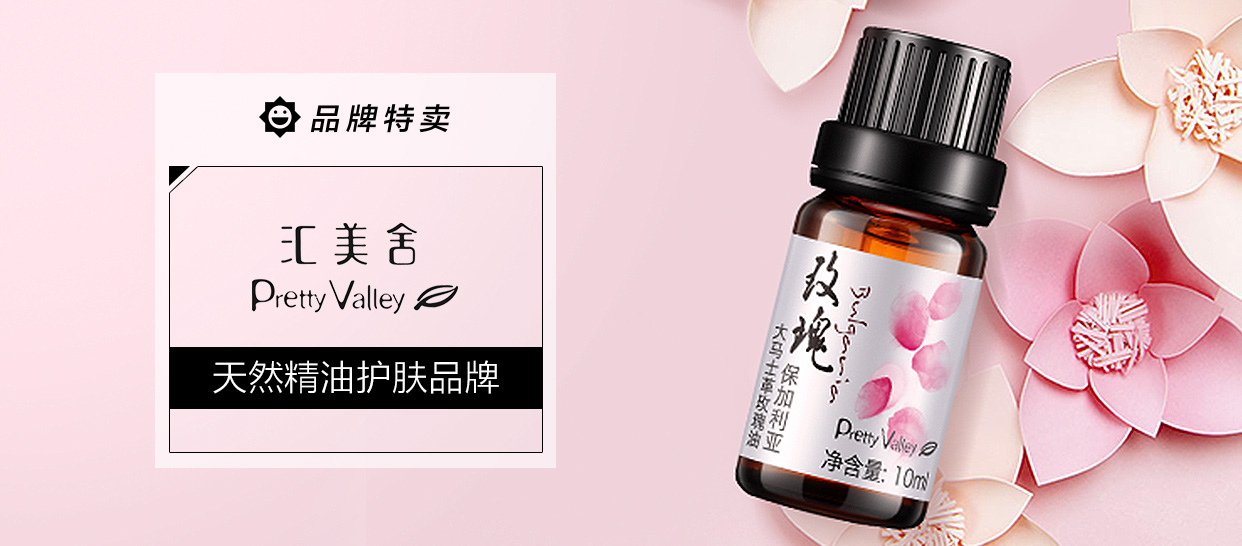 品牌特卖
汇美舍
Pretty Valley
天然精油护肤品牌
玫瑰
Bulgaria
保加利亚
大马士革玫瑰油
Pretty Valley
净含量: 10ml